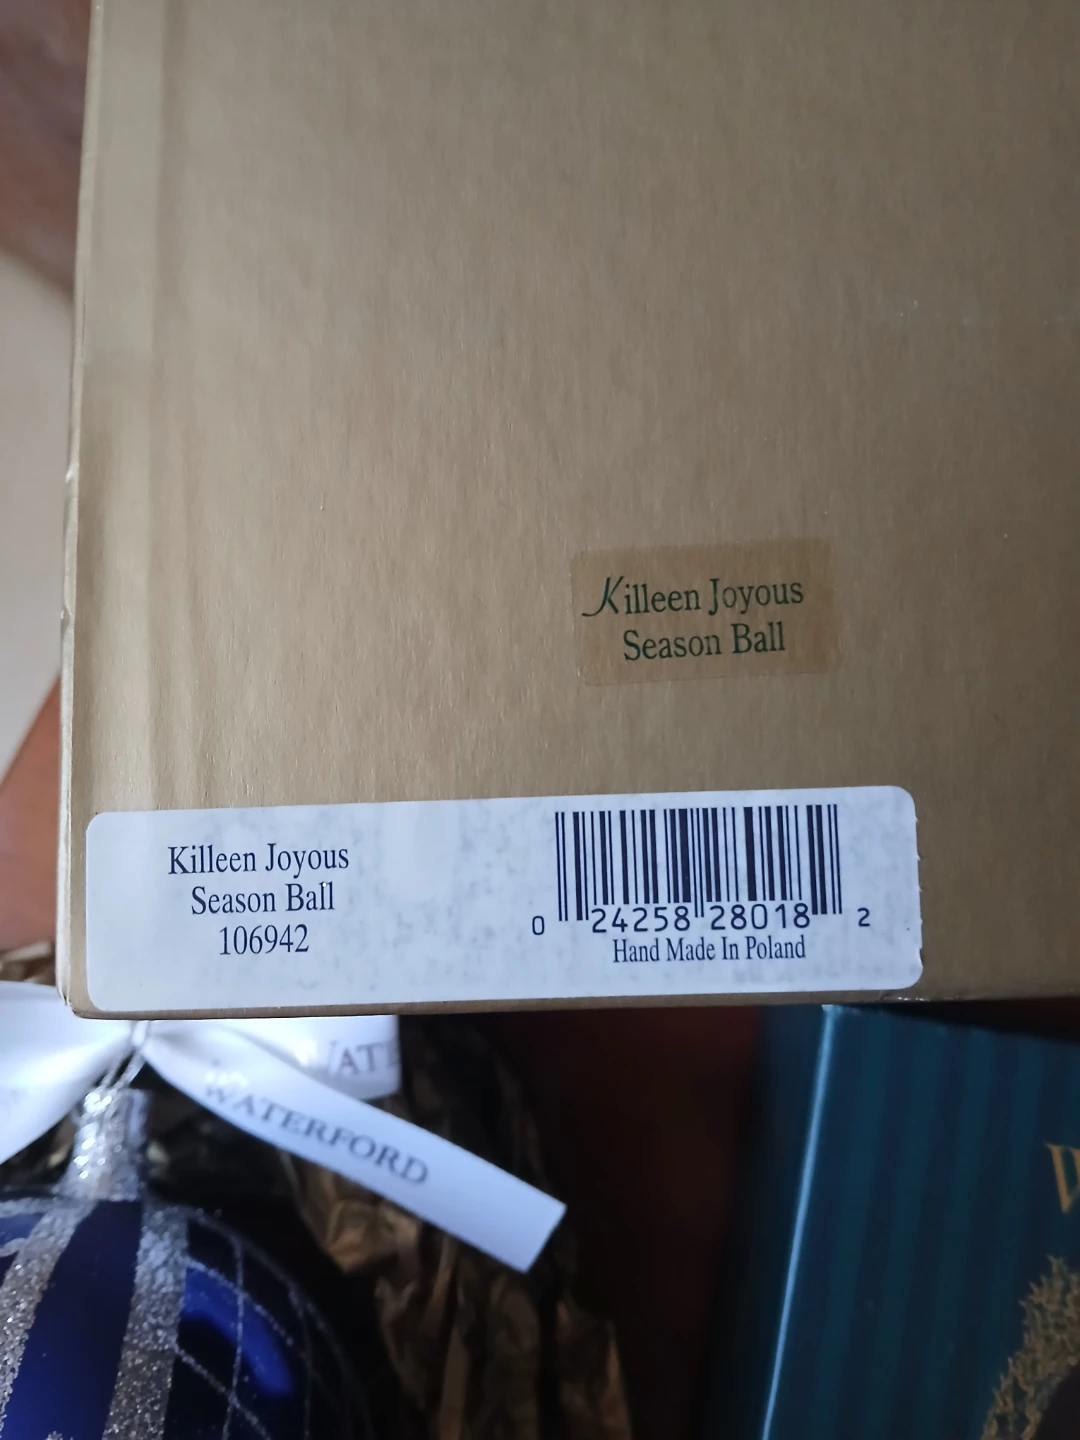 Killeen Joyous
Season Ball
Killeen Joyous
Season Ball
106942
0 24258 28018 2
Hand Made In Poland
WATERFORD